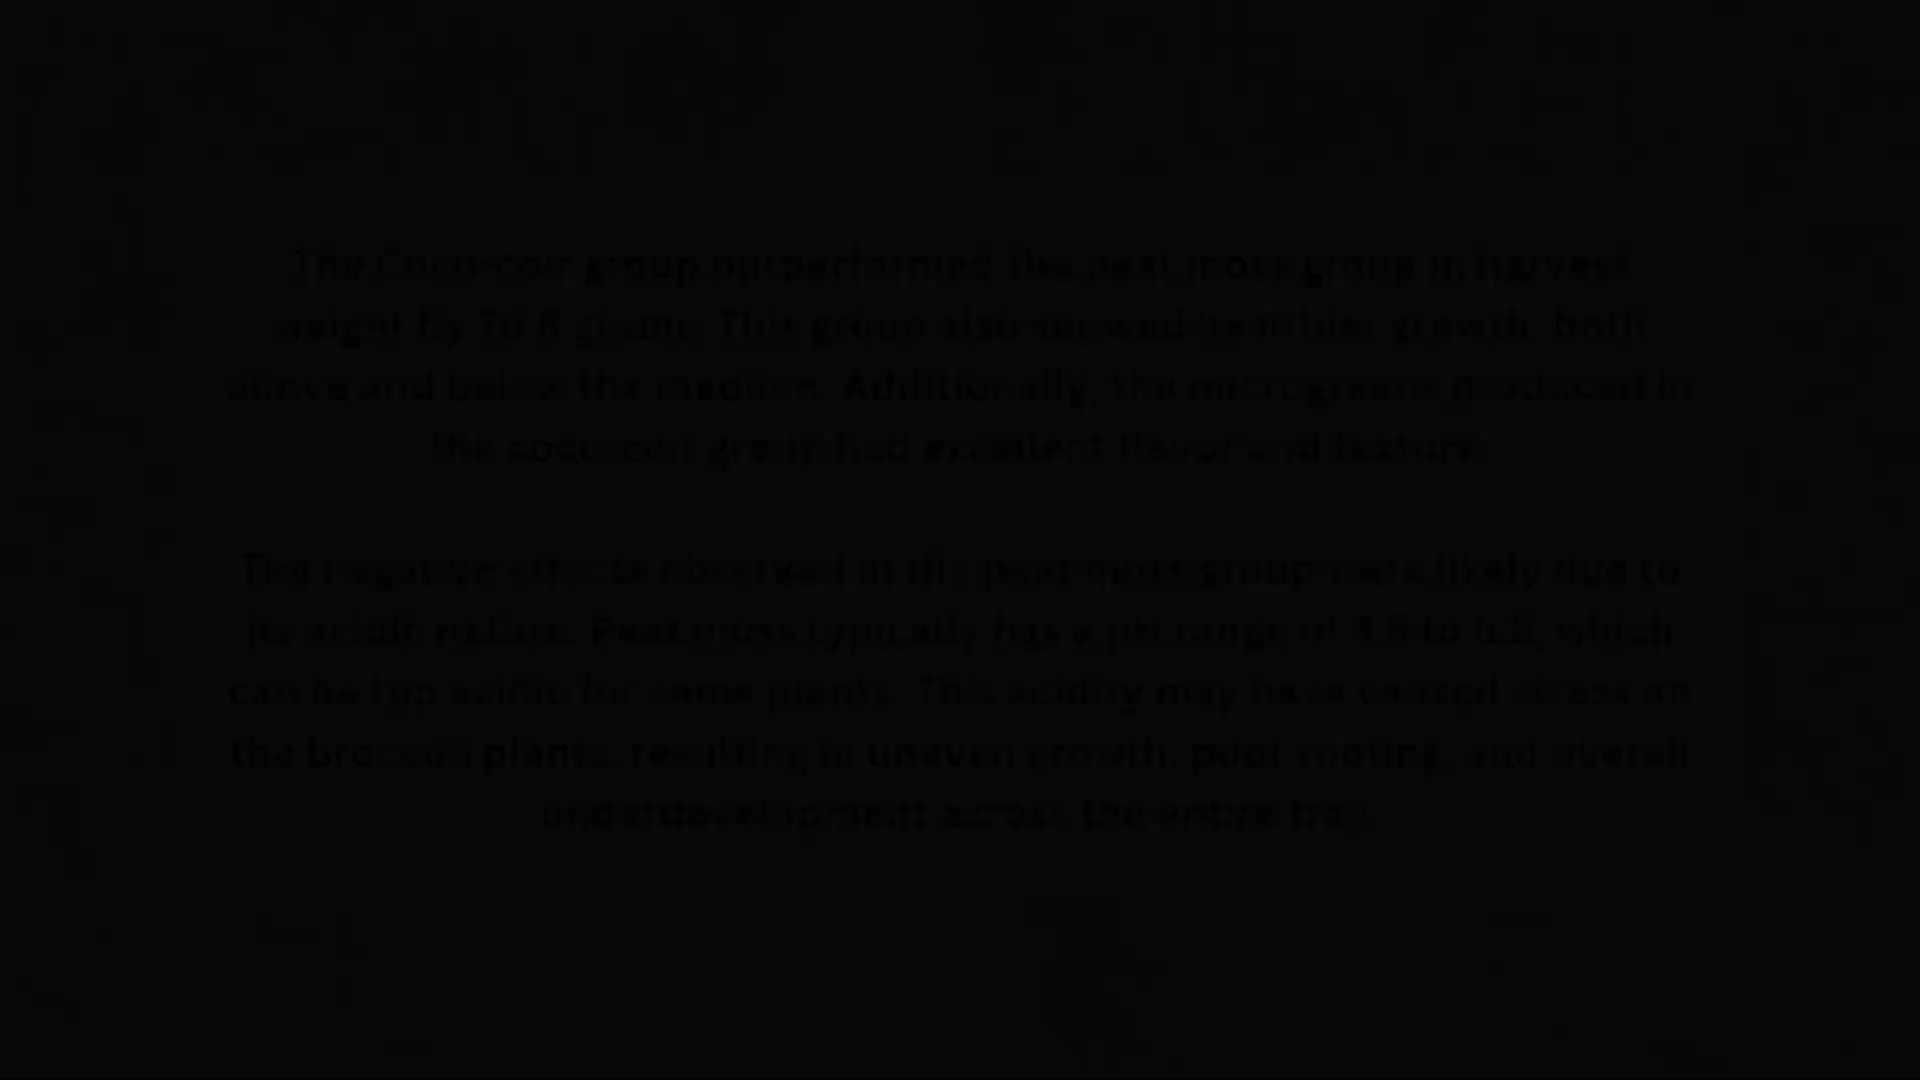 The Coco-coir group outperformed the peat moss group in harvest
weight by grams. This group also showed healthier growth, both
above and below the medium. Additionally, the microgreens produced in
the coco-coir group had excellent flavor and texture.
The negative effects observed in the peat moss group were likely due to
its acidic nature. Peat moss typically has a pH range of to which
can be too acidic for some plants. This acidity may have caused stress on
the broccoli plants, resulting in uneven growth, poor rooting, and overall
underdevelopment across the entire tray.